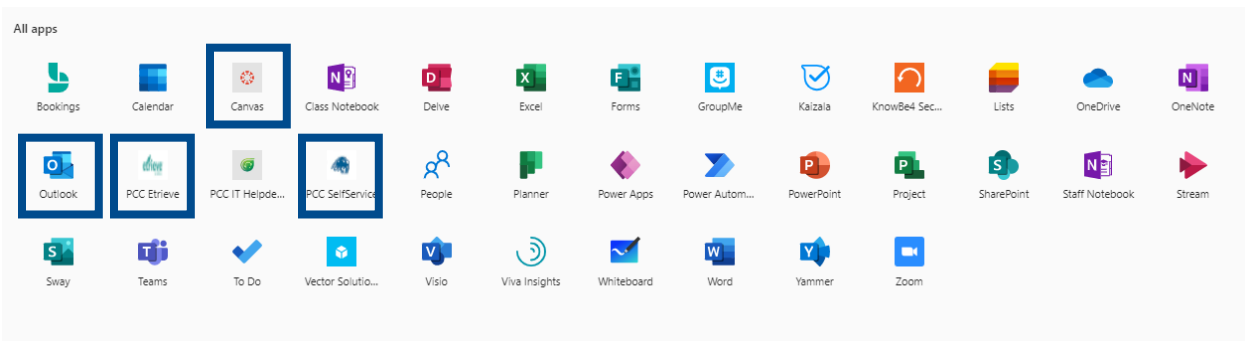 All apps
Bookings Calendar Canvas Class Notebook Delve Excel Forms GroupMe Kaizala KnowBe4 Sec... Lists OneDrive OneNote
Outlook PCC Etrieve PCC IT Helpde... PCC SelfService People Planner Power Apps Power Autom... PowerPoint Project SharePoint Staff Notebook Stream
Sway Teams To Do Vector Solutio... Visio Viva Insights Whiteboard Word Yammer Zoom